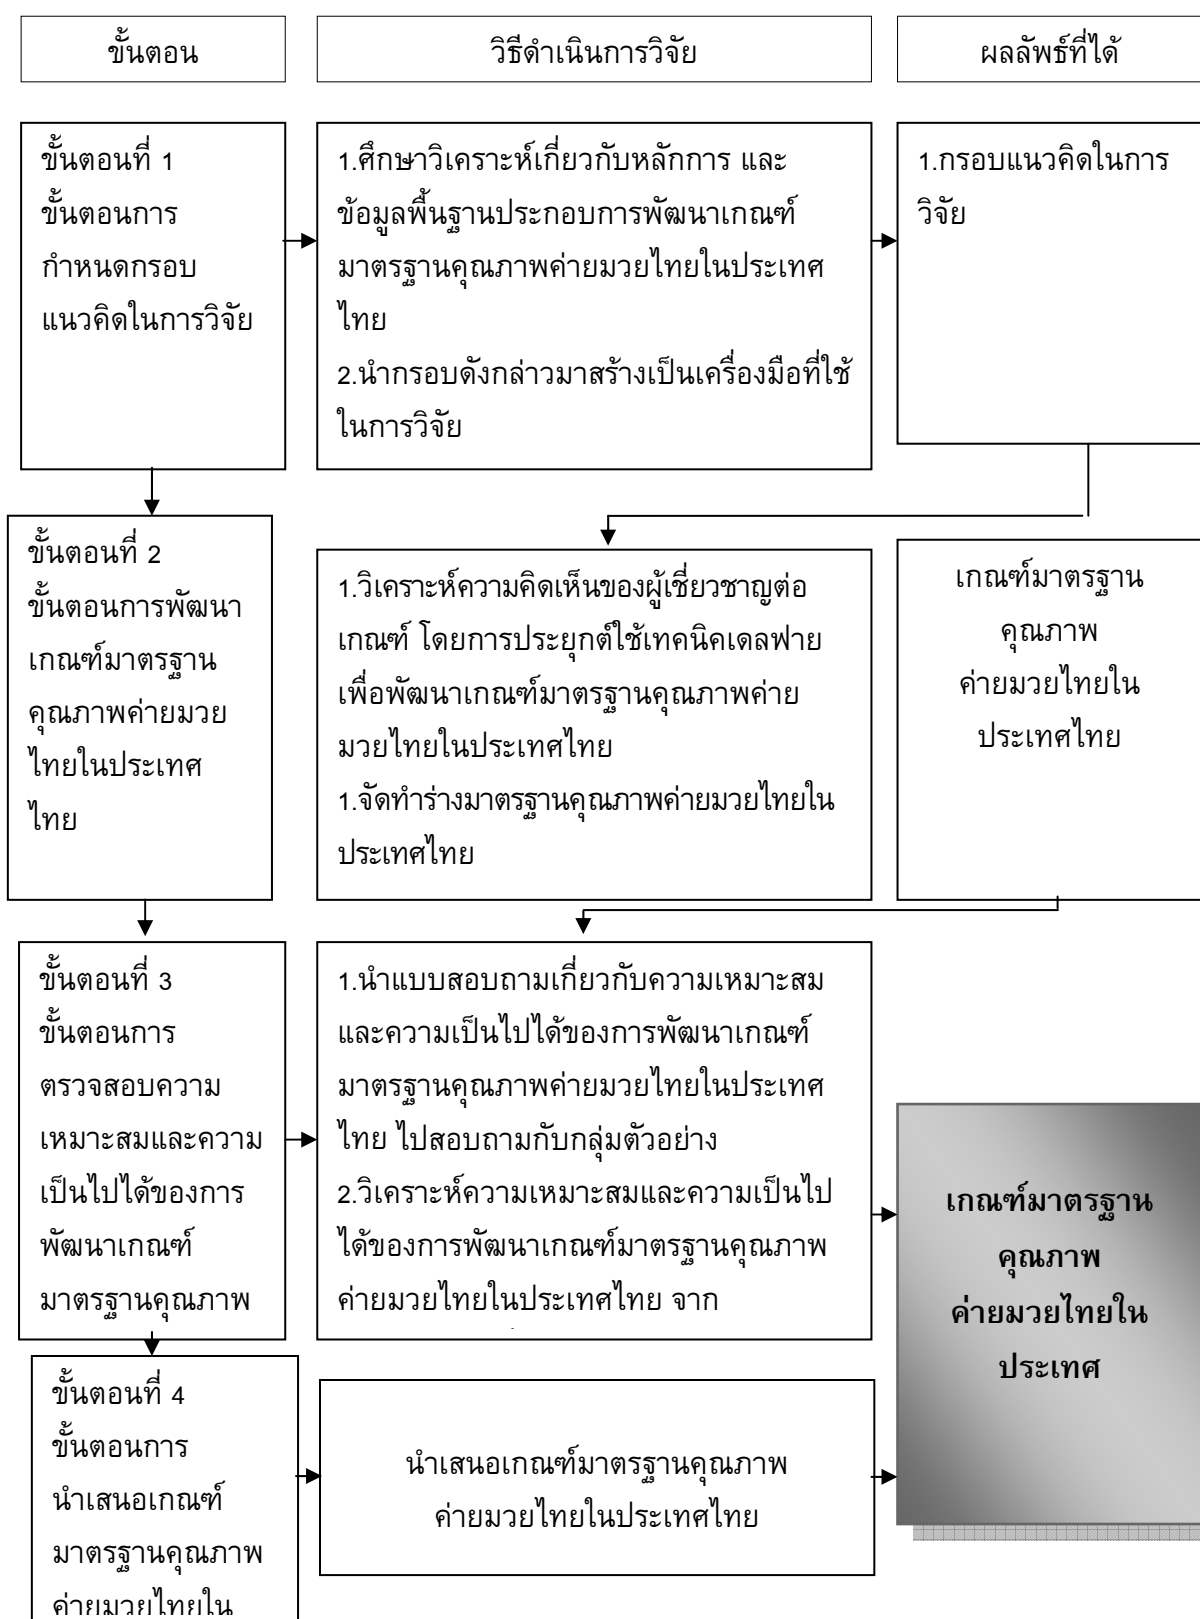 ขั้นตอน
วิธีดำเนินการวิจัย
ผลลัพธ์ที่ได้
ขั้นตอนที่ 1
ขั้นตอนการ
กำหนดกรอบ
แนวคิดในการวิจัย
1.ศึกษาวิเคราะห์เกี่ยวกับหลักการ และ
ข้อมูลพื้นฐานประกอบการพัฒนาเกณฑ์
มาตรฐานคุณภาพค่ายมวยไทยในประเทศ
ไทย
2.นำกรอบดังกล่าวมาสร้างเป็นเครื่องมือที่ใช้
ในการวิจัย
1.กรอบแนวคิดในการ
วิจัย
ขั้นตอนที่ 2
ขั้นตอนการพัฒนา
เกณฑ์มาตรฐาน
คุณภาพค่ายมวย
ไทยในประเทศ
ไทย
1.วิเคราะห์ความคิดเห็นของผู้เชี่ยวชาญต่อ
เกณฑ์ โดยการประยุกต์ใช้เทคนิคเดลฟาย
เพื่อพัฒนาเกณฑ์มาตรฐานคุณภาพค่าย
มวยไทยในประเทศไทย
1.จัดทำร่างมาตรฐานคุณภาพค่ายมวยไทยใน
ประเทศไทย
เกณฑ์มาตรฐาน
คุณภาพ
ค่ายมวยไทยใน
ประเทศไทย
ขั้นตอนที่ 3
ขั้นตอนการ
ตรวจสอบความ
เหมาะสมและความ
เป็นไปได้ของการ
พัฒนาเกณฑ์
มาตรฐานคุณภาพ
1.นำแบบสอบถามเกี่ยวกับความเหมาะสม
และความเป็นไปได้ของการพัฒนาเกณฑ์
มาตรฐานคุณภาพค่ายมวยไทยในประเทศ
ไทย ไปสอบถามกับกลุ่มตัวอย่าง
2.วิเคราะห์ความเหมาะสมและความเป็นไป
ได้ของการพัฒนาเกณฑ์มาตรฐานคุณภาพ
ค่ายมวยไทยในประเทศไทย จาก
เกณฑ์มาตรฐาน
คุณภาพ
ค่ายมวยไทยใน
ประเทศ
ขั้นตอนที่ 4
ขั้นตอนการ
นำเสนอเกณฑ์
มาตรฐานคุณภาพ
ค่ายมวยไทยใน
นำเสนอเกณฑ์มาตรฐานคุณภาพ
ค่ายมวยไทยในประเทศไทย